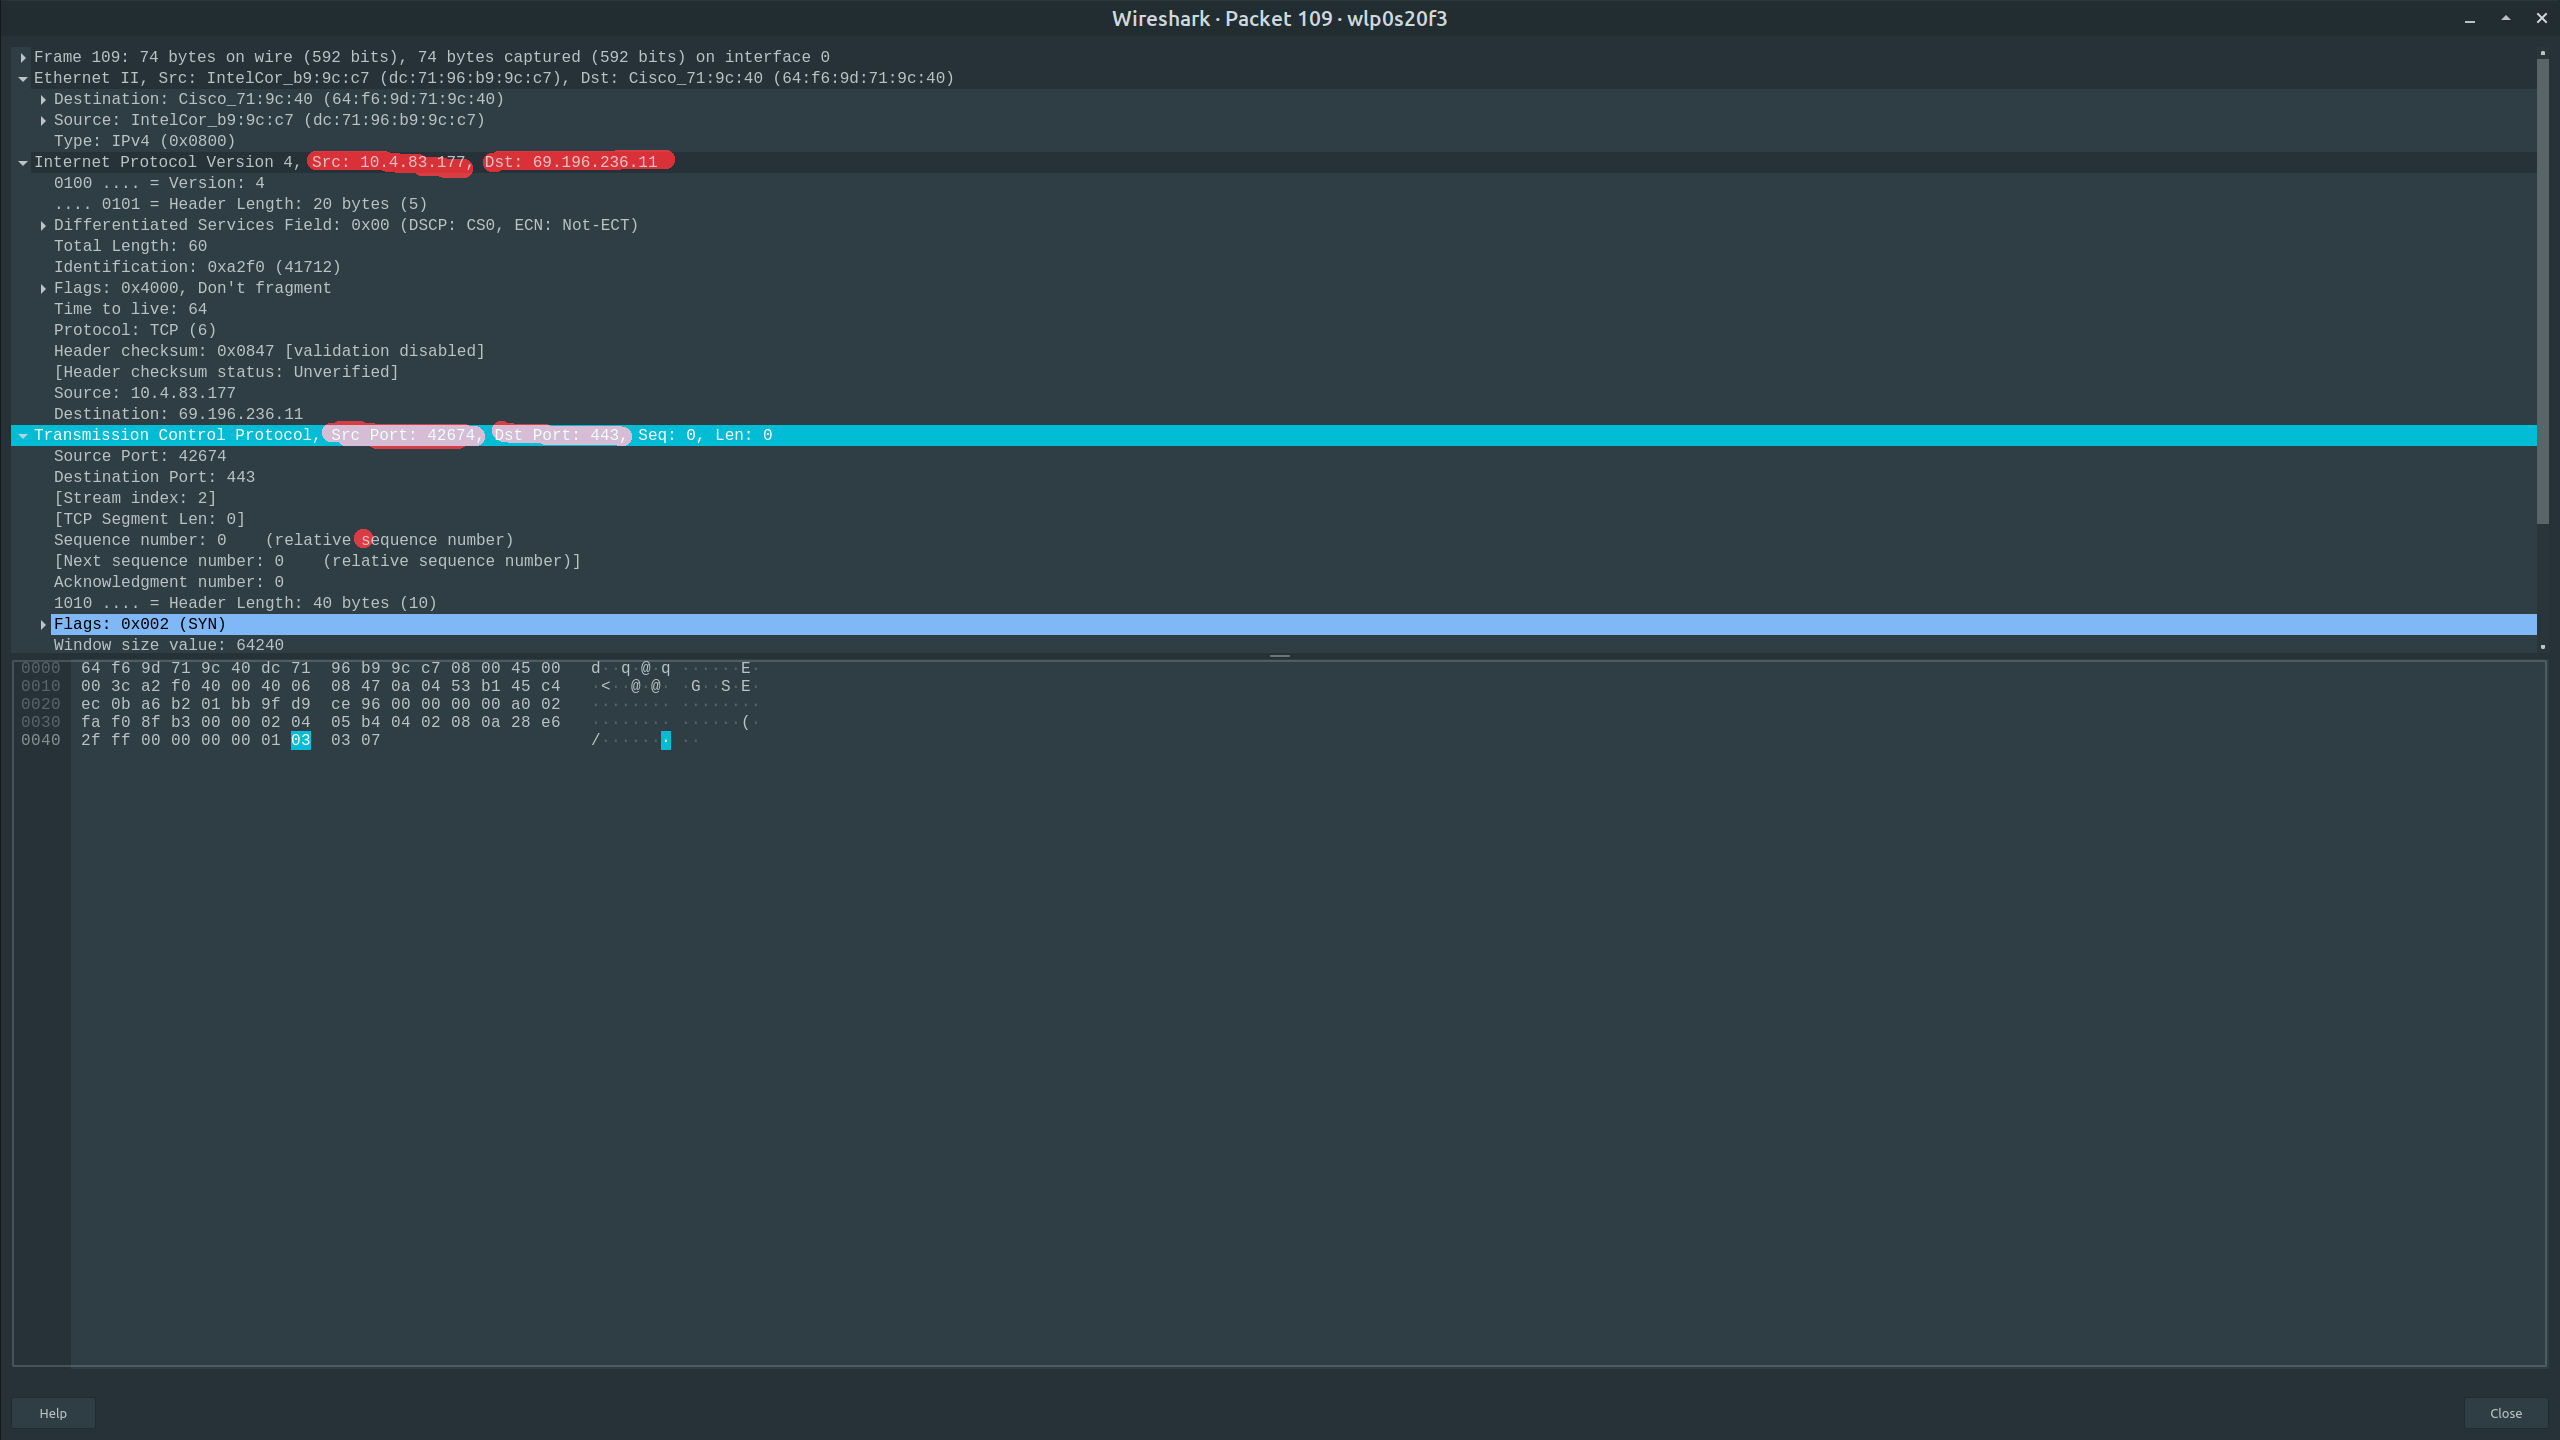 Wireshark · Packet 109 · wlp0s20f3
Frame 109: 74 bytes on wire (592 bits), 74 bytes captured (592 bits) on interface 0
Ethernet II, Src: IntelCor_b9:9c:c7 (dc:71:96:b9:9c:c7), Dst: Cisco_71:9c:40 (64:f6:9d:71:9c:40)
Destination: Cisco_71:9c:40 (64:f6:9d:71:9c:40)
Source: IntelCor_b9:9c:c7 (dc:71:96:b9:9c:c7)
Type: IPv4 (0x0800)
Internet Protocol Version 4, Src: 10.4.83.177, Dst: 69.196.236.11
0100 .... = Version: 4
.... 0101 = Header Length: 20 bytes (5)
Differentiated Services Field: 0x00 (DSCP: CS0, ECN: Not-ECT)
Total Length: 60
Identification: 0xa2f0 (41712)
Flags: 0x4000, Don't fragment
Time to live: 64
Protocol: TCP (6)
Header checksum: 0x0847 [validation disabled]
[Header checksum status: Unverified]
Source: 10.4.83.177
Destination: 69.196.236.11
Transmission Control Protocol, Src Port: 42674, Dst Port: 443, Seq: 0, Len: 0
Source Port: 42674
Destination Port: 443
[Stream index: 2]
[TCP Segment Len: 0]
Sequence number: 0    (relative sequence number)
[Next sequence number: 0    (relative sequence number)]
Acknowledgment number: 0
1010 .... = Header Length: 40 bytes (10)
Flags: 0x002 (SYN)
Window size value: 64240
0000 64 f6 9d 71 9c 40 dc 71  96 b9 9c c7 08 00 45 00   d··q·@·q ······E·
0010 00 3c a2 f0 40 00 40 06  08 47 0a 04 53 b1 45 c4   ·<··@·@· ·G··S·E·
0020 ec 0b a6 b2 01 bb 9f d9  ce 96 00 00 00 00 a0 02   ········ ········
0030 fa f0 8f b3 00 00 02 04  05 b4 04 02 08 0a 28 e6   ········ ······(·
0040 2f ff 00 00 00 00 01 03  03 07   /······· ··
Help
Close